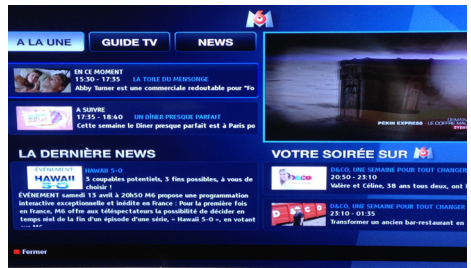 M6
A LA UNE
GUIDE TV
NEWS
EN CE MOMENT
15:30 - 17:35 LA TOILE DU MENSONGE
Abby Turner est une commerciale redoutable pour "Fo
A SUIVRE
17:35 - 18:40 UN DÎNER PRESQUE PARFAIT
Cette semaine le Diner presque parfait est à Paris po
PÉKIN EXPRESS - LE COFFRE MAU
LA DERNIÈRE NEWS
ÉVÉNEMENT
HAWAII
5-0
HAWAII 5-0:
3 coupables potentiels, 3 fins possibles, à vous de
choisir !
ÉVÉNEMENT samedi 13 avril à 20h50 M6 propose une programmation
interactive exceptionnelle et inédite en France : Pour la première fois
en France, M6 offre aux téléspectateurs la possibilité de décider en
temps réel de la fin d'un épisode d'une série, « Hawaii 5-0 », en votant
VOTRE SOIRÉE SUR M6
D&CO, UNE SEMAINE POUR TOUT CHANGER
20:50 - 23:10
Valère et Céline, 38 ans tous deux, ont
D&CO, UNE SEMAINE POUR TOUT CHANGER
23:10 - 01:35
Transformer un ancien bar-restaurant en
Fermer